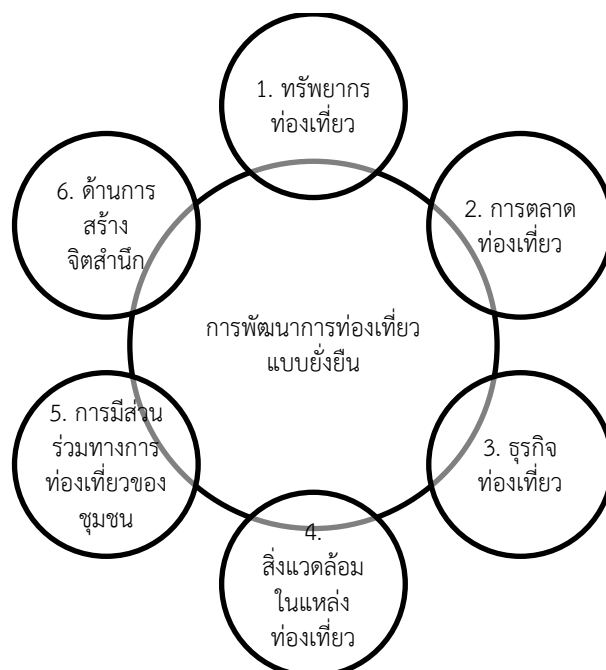 1. ทรัพยากร
ท่องเที่ยว
2. การตลาด
ท่องเที่ยว
3. ธุรกิจ
ท่องเที่ยว
4.
สิ่งแวดล้อม
ในแหล่ง
ท่องเที่ยว
5. การมีส่วน
ร่วมทางการ
ท่องเที่ยวของ
ชุมชน
6. ด้านการ
สร้าง
จิตสำนึก
การพัฒนาการท่องเที่ยว
แบบยั่งยืน